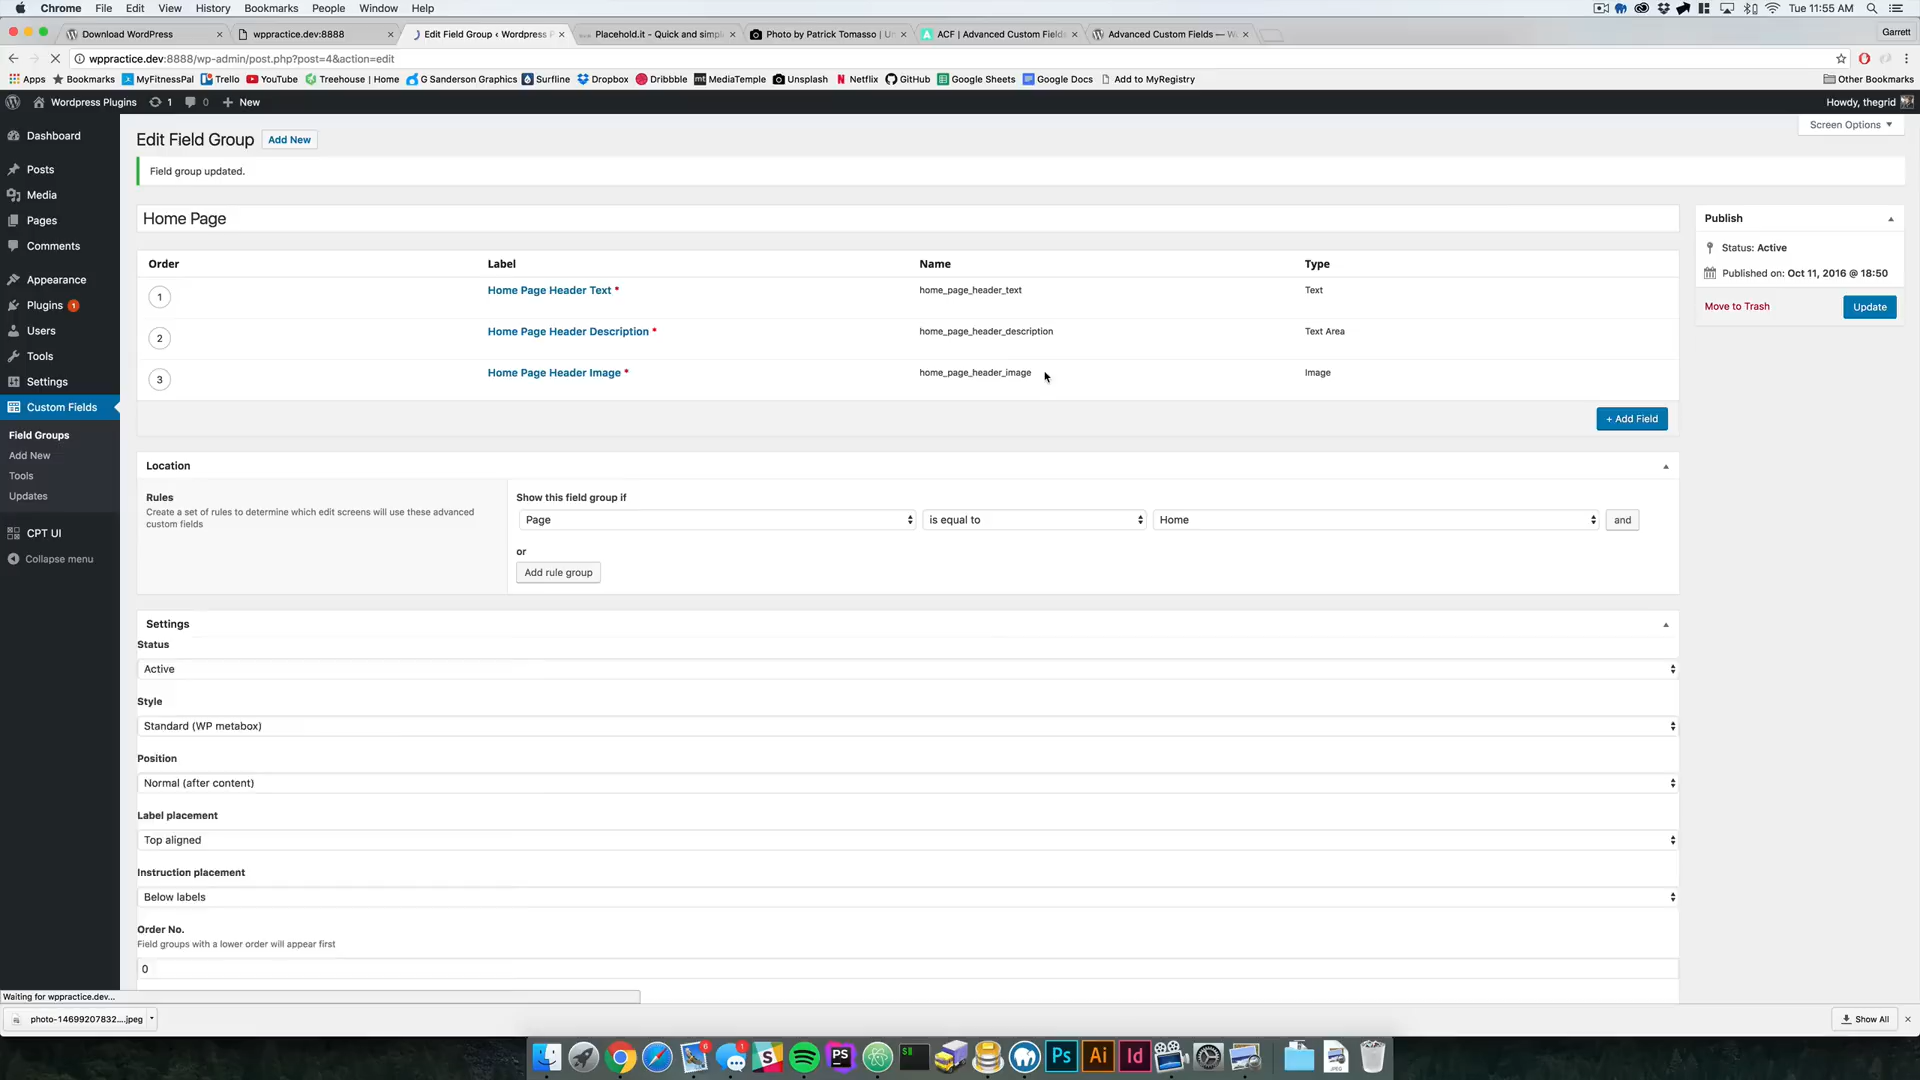 Chrome File Edit View History Bookmarks People Window Help Tue 11:55 AM
Download WordPress wppractice.dev:8888 Edit Field Group ‹ Wordpress P Placehold.it - Quick and simpl Photo by Patrick Tomasso | Un ACF | Advanced Custom Fields Advanced Custom Fields — W Garrett
wppractice.dev:8888/wp-admin/post.php?post=4&action=edit
Apps Bookmarks MyFitnessPal Trello YouTube Treehouse | Home G Sanderson Graphics Surfline Dropbox Dribbble MediaTemple Unsplash Netflix GitHub Google Sheets Google Docs Add to MyRegistry Other Bookmarks
Wordpress Plugins 1 0 + New Howdy, thegrid
Screen Options
Dashboard
Posts
Media
Pages
Comments
Appearance
Plugins 1
Users
Tools
Settings
Custom Fields
Field Groups
Add New
Tools
Updates
CPT UI
Collapse menu
Edit Field Group Add New
Field group updated.
Home Page
Order Label Name Type
1 Home Page Header Text * home_page_header_text Text
2 Home Page Header Description * home_page_header_description Text Area
3 Home Page Header Image * home_page_header_image Image
+ Add Field
Location
Rules
Create a set of rules to determine which edit screens will use these advanced
custom fields
Show this field group if
Page is equal to Home and
or
Add rule group
Settings
Status
Active
Style
Standard (WP metabox)
Position
Normal (after content)
Label placement
Top aligned
Instruction placement
Below labels
Order No.
Field groups with a lower order will appear first
0
Publish
Status: Active
Published on: Oct 11, 2016 @ 18:50
Move to Trash Update
Waiting for wppractice.dev...
photo-14699207832....jpeg Show All
6 1 S PS $ Ps Ai Id JPEG